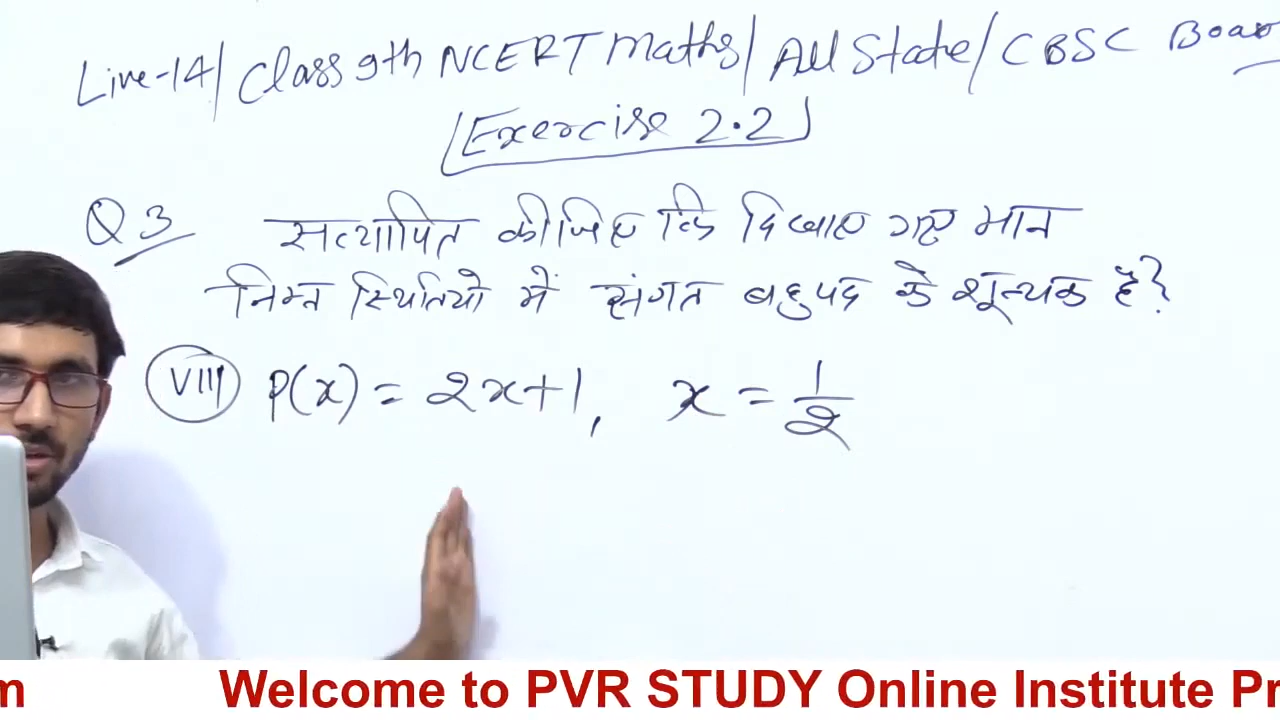 Live-14/ Class 9th NCERT Maths/ All State/ CBSC Boar
Exercise 2.2
Q 3 सत्यापित कीजिए कि दिखाए गए मान
निम्न स्थितियो में संगत बहुपद के शून्यक है?
VIII P(x) = 2x+1, x = 1/2
m Welcome to PVR STUDY Online Institute Pr